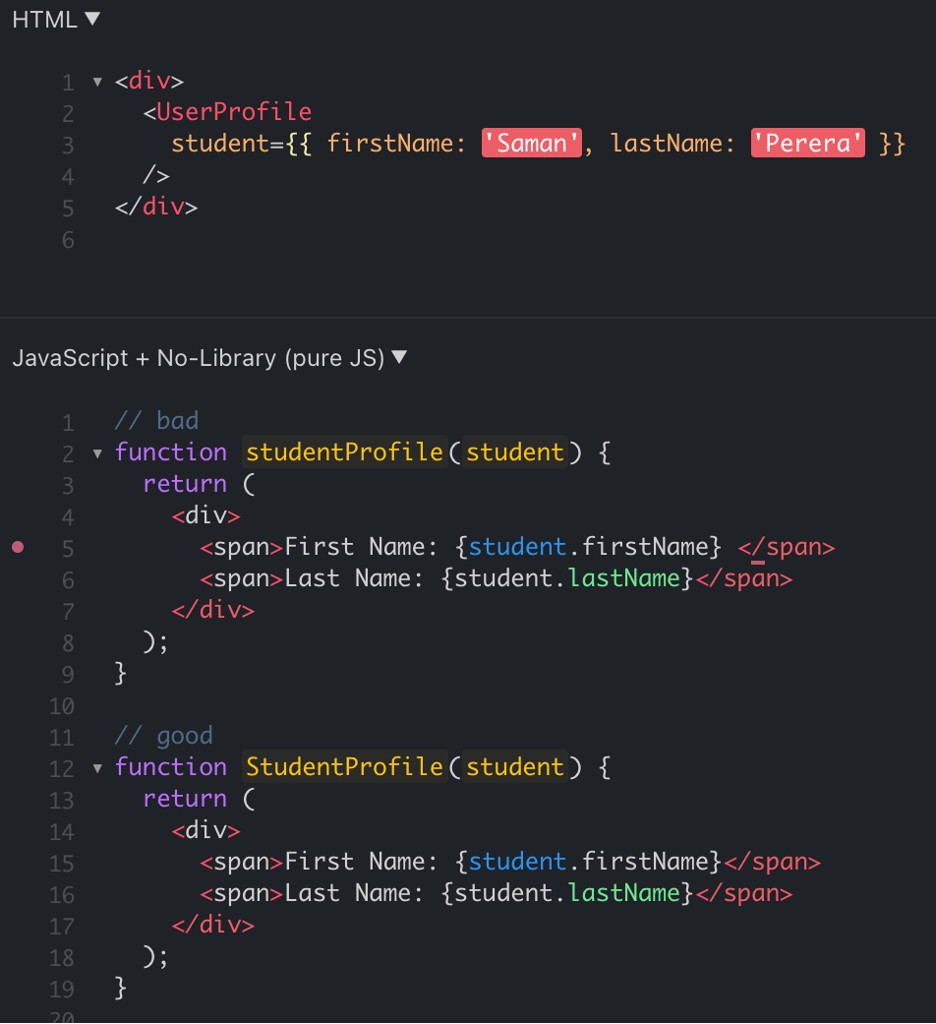 HTML ▼
1 ▼ <div>
2 <UserProfile
3 student={{ firstName: 'Saman', lastName: 'Perera' }}
4 />
5 </div>
6
JavaScript + No-Library (pure JS) ▼
1 // bad
2 ▼ function studentProfile(student) {
3 return (
4 <div>
5 <span>First Name: {student.firstName} </span>
6 <span>Last Name: {student.lastName}</span>
7 </div>
8 );
9 }
10
11 // good
12 ▼ function StudentProfile(student) {
13 return (
14 <div>
15 <span>First Name: {student.firstName}</span>
16 <span>Last Name: {student.lastName}</span>
17 </div>
18 );
19 }
20